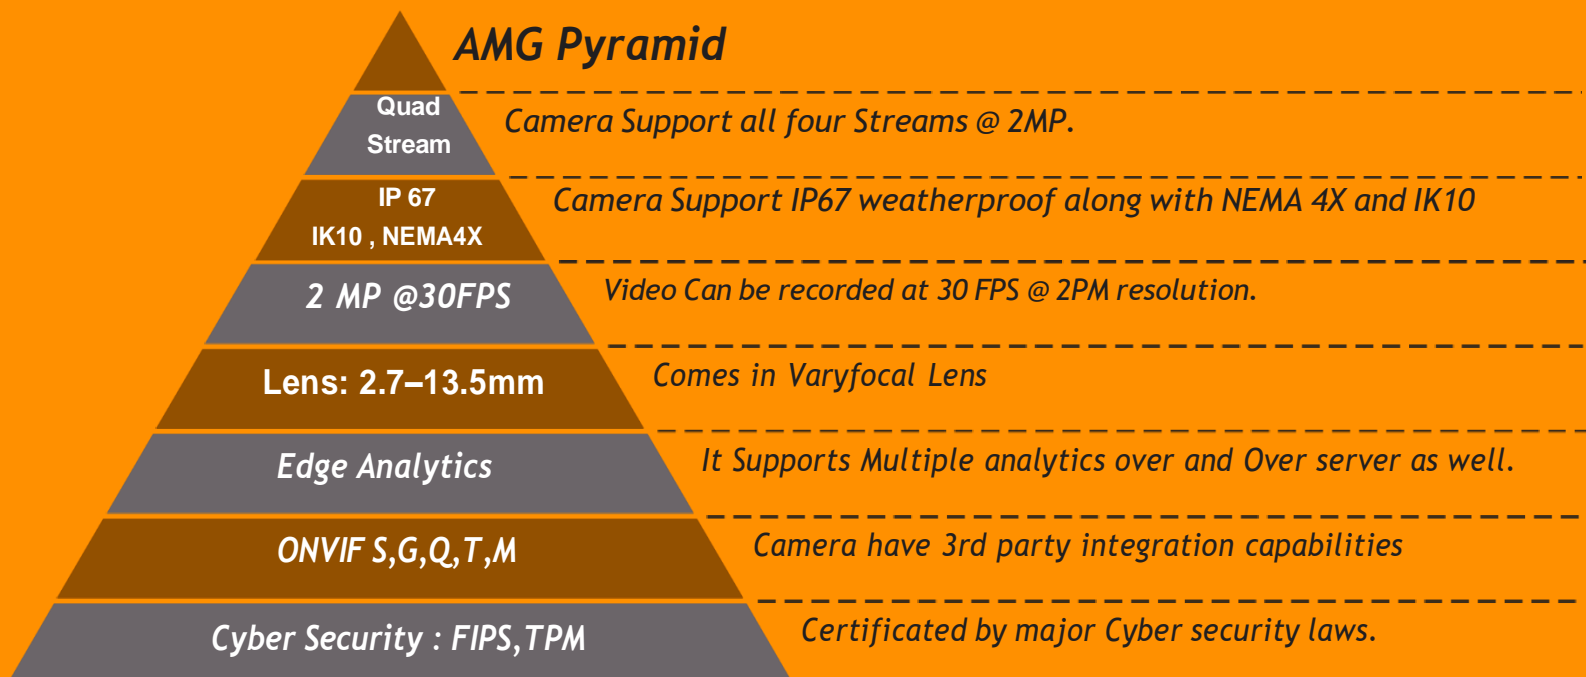 AMG Pyramid
Quad
Stream
Camera Support all four Streams @ 2MP.
IP 67
IK10 , NEMA4X
Camera Support IP67 weatherproof along with NEMA 4X and IK10
2 MP @30FPS
Video Can be recorded at 30 FPS @ 2PM resolution.
Lens: 2.7–13.5mm
Comes in Varyfocal Lens
Edge Analytics
It Supports Multiple analytics over and Over server as well.
ONVIF S,G,Q,T,M
Camera have 3rd party integration capabilities
Cyber Security : FIPS,TPM
Certificated by major Cyber security laws.